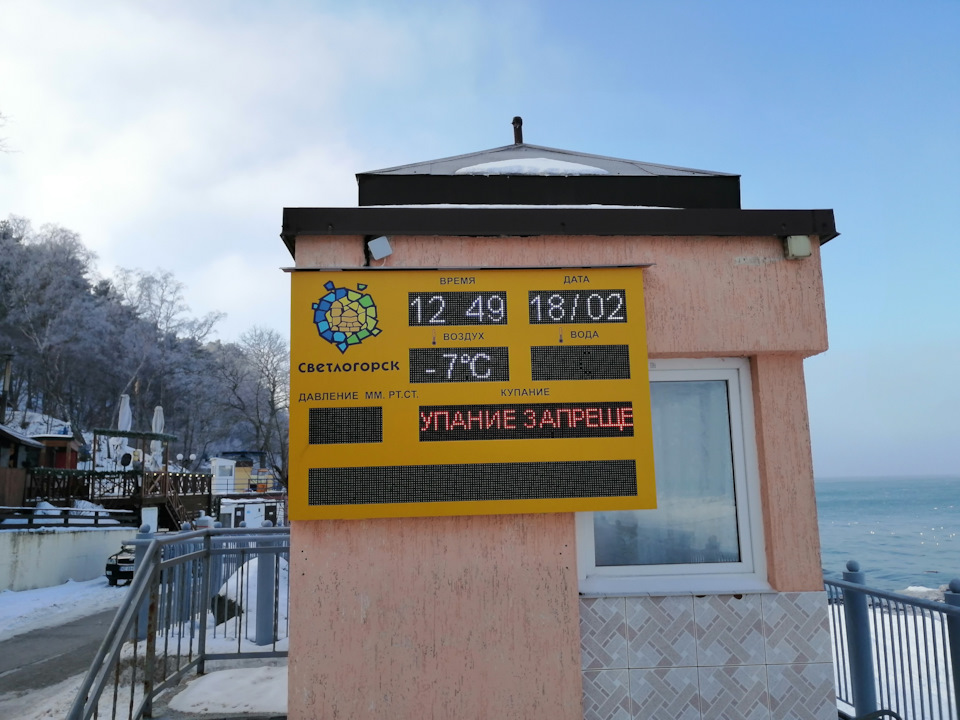 ВРЕМЯ ДАТА
12 49 18/02
ВОЗДУХ ВОДА
-7°C
СВЕТЛОГОРСК
ДАВЛЕНИЕ ММ. РТ.СТ. КУПАНИЕ
УПАНИЕ ЗАПРЕЩЕ